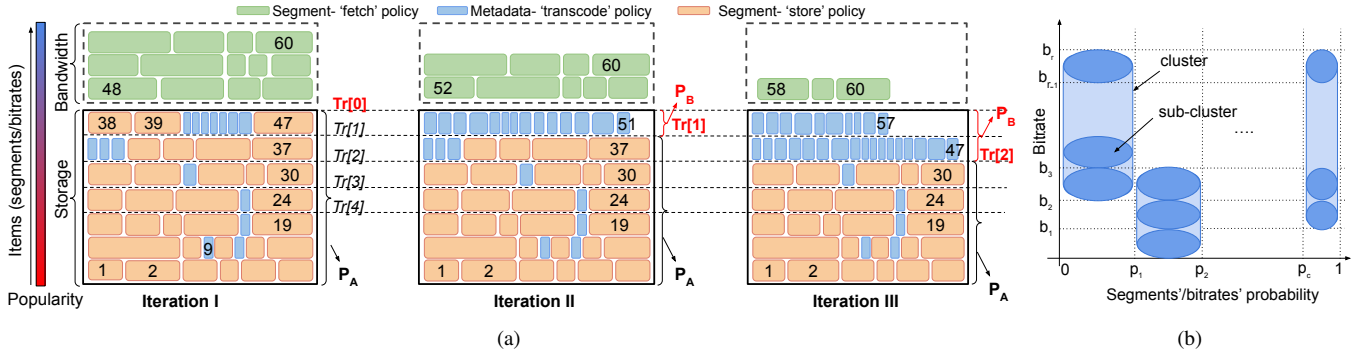 Segment- 'fetch' policy
Metadata- 'transcode' policy
Segment- 'store' policy
Items (segments/bitrates)
Popularity
Bandwidth
Storage
60
48
38 39 47
37
30
24
19
9
1 2
Iteration I
Tr[0]
Tr[1]
Tr[2]
Tr[3]
Tr[4]
P_A
60
52
51
37
30
24
19
1 2
Iteration II
P_B
Tr[1]
P_A
58 60
57
47
30
24
19
1 2
Iteration III
P_B
Tr[2]
P_A
(a)
Bitrate
b_r
b_r-1
b_3
b_2
b_1
cluster
sub-cluster
....
0 p_1 p_2 p_c 1
Segments'/bitrates' probability
(b)